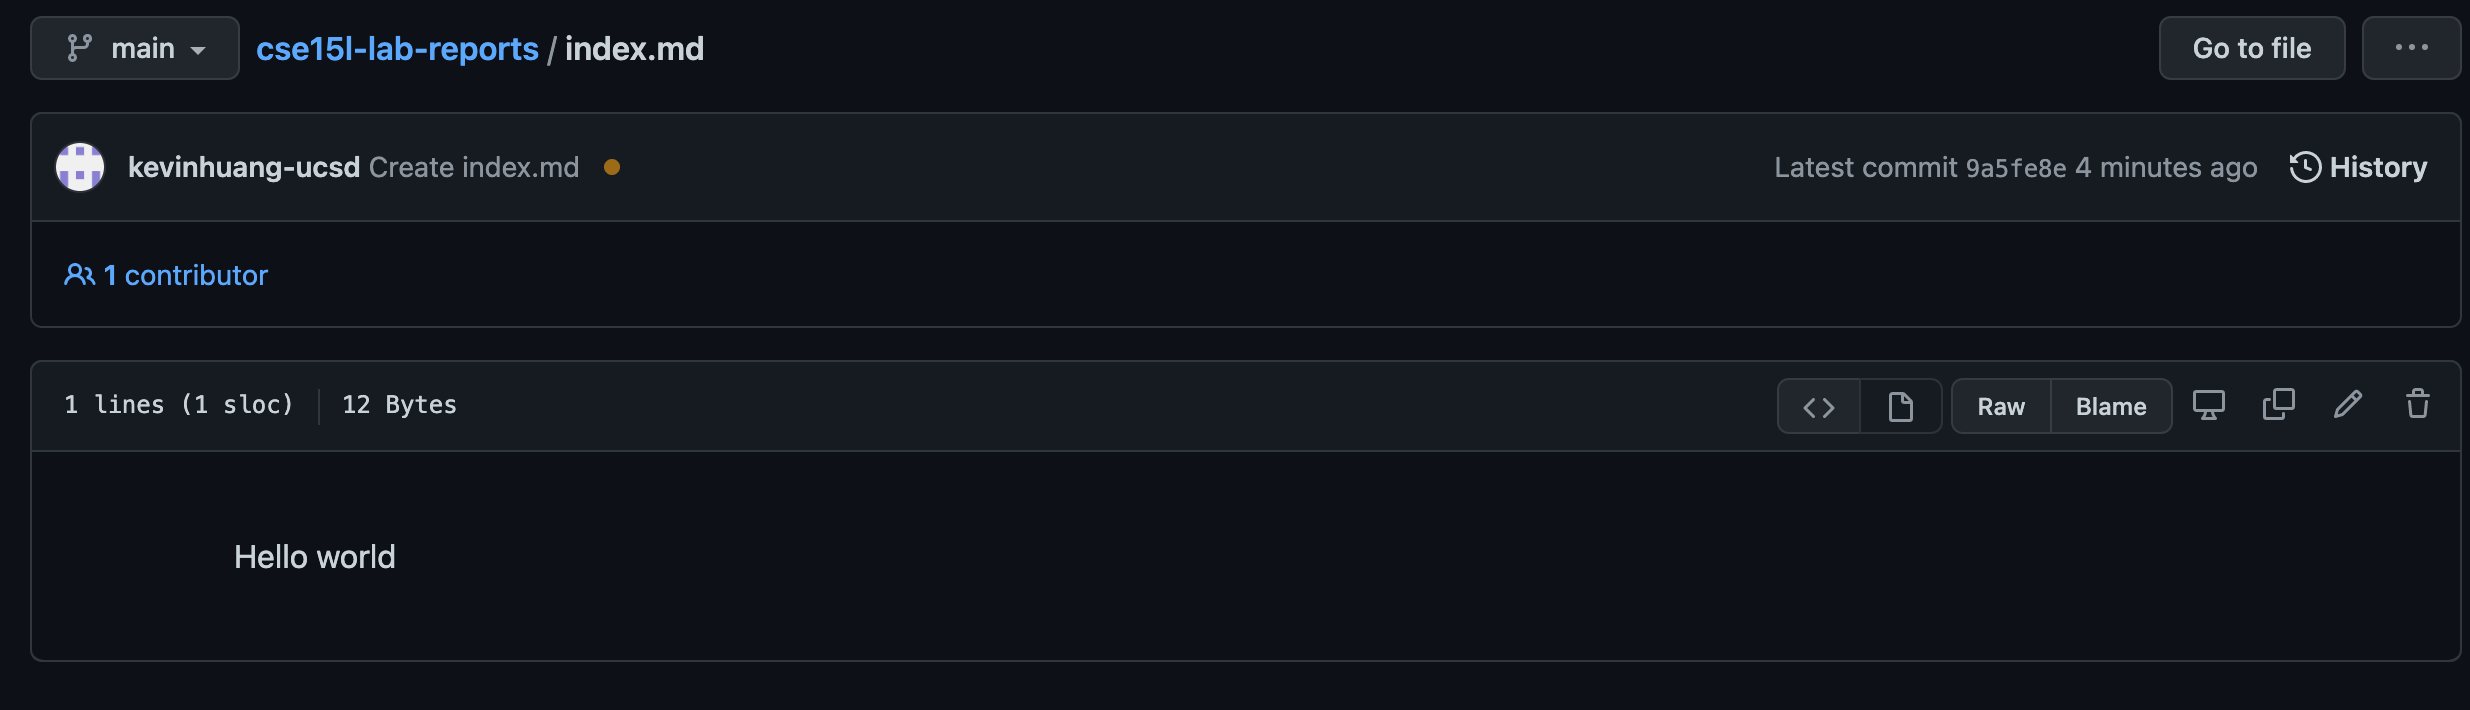 main cse15l-lab-reports / index.md Go to file ...
kevinhuang-ucsd Create index.md Latest commit 9a5fe8e 4 minutes ago History
1 contributor
1 lines (1 sloc) 12 Bytes <> Raw Blame
Hello world